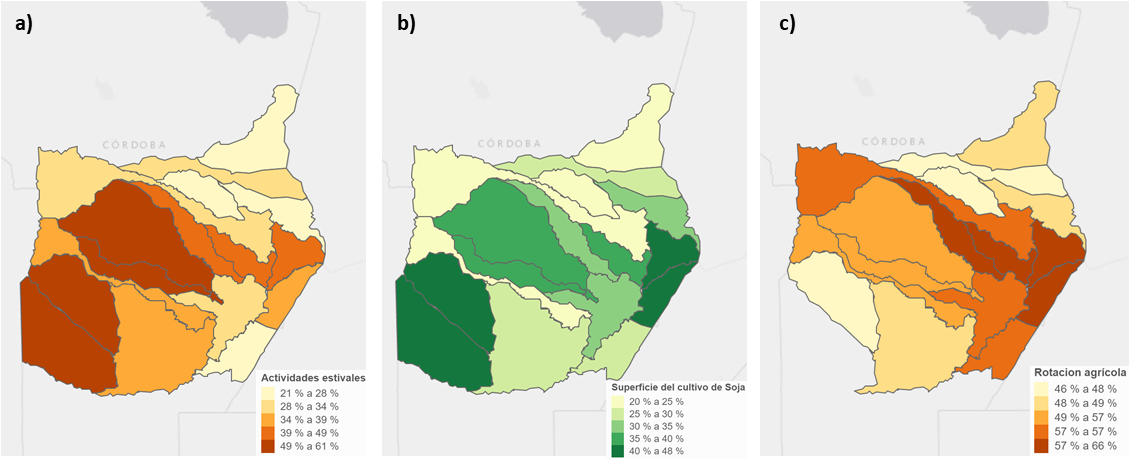 a)
CÓRDOBA
Actividades estivales
21 % a 28 %
28 % a 34 %
34 % a 39 %
39 % a 49 %
49 % a 61 %
b)
CÓRDOBA
Superficie del cultivo de Soja
20 % a 25 %
25 % a 30 %
30 % a 35 %
35 % a 40 %
40 % a 48 %
c)
CÓRDOBA
Rotacion agrícola
46 % a 48 %
48 % a 49 %
49 % a 57 %
57 % a 57 %
57 % a 66 %